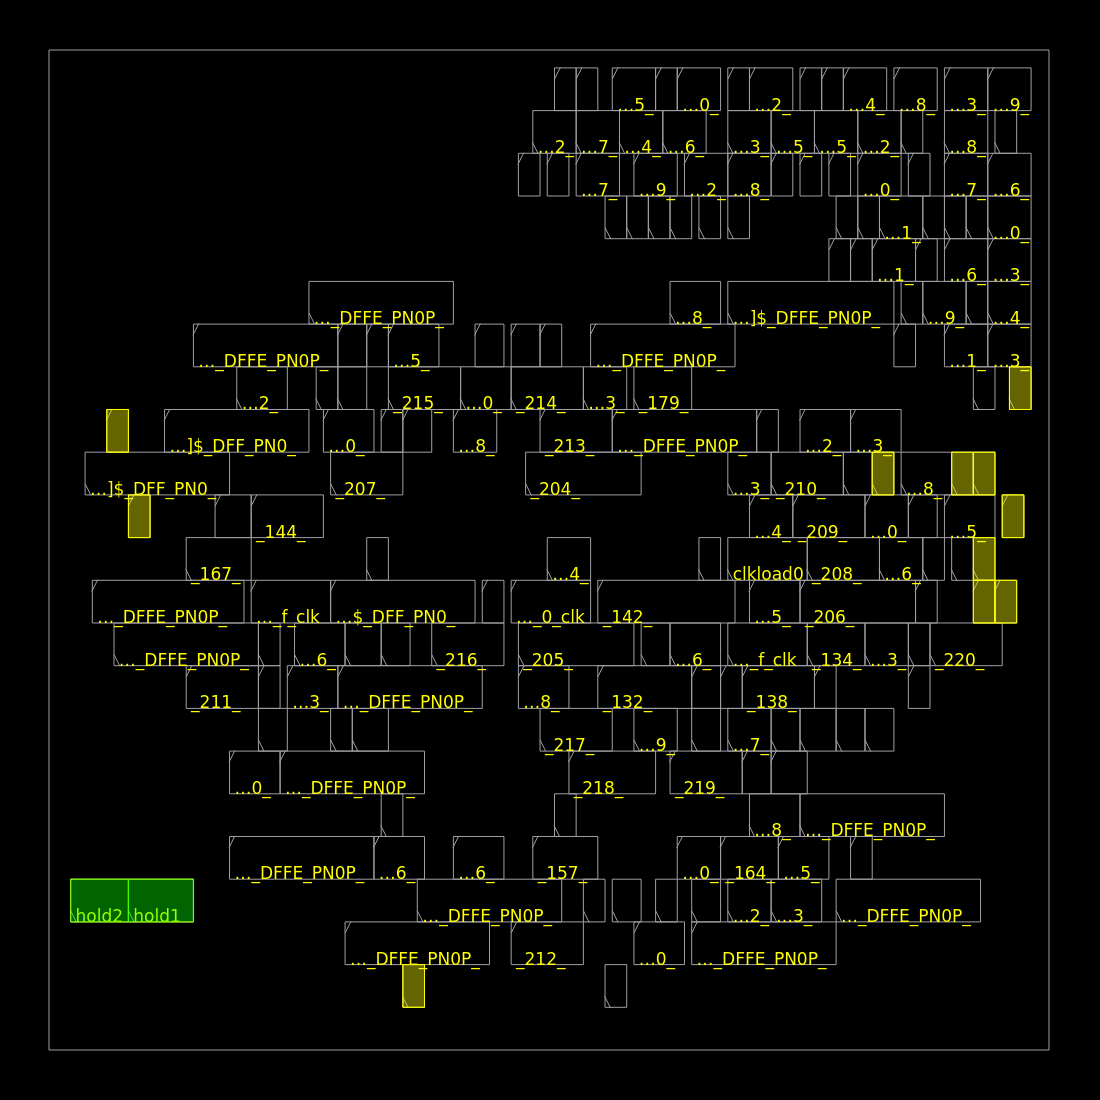 ...5_ ...0_ ...2_ ...4_ ...8_ ...3_ ...9_
...2_ ...7_ ...4_ ...6_ ...3_ ...5_ ...5_ ...2_ ...8_
...7_ ...9_ ...2_ ...8_ ...0_ ...7_ ...6_
...1_ ...0_
...1_ ...6_ ...3_
..._DFFE_PN0P_ ...8_ ...]$_DFFE_PN0P_ ...9_ ...4_
..._DFFE_PN0P_ ...5_ ..._DFFE_PN0P_ ...1_ ...3_
...2_ _215_ ...0_ _214_ ...3_ _179_
...]$_DFF_PN0_ ...0_ ...8_ _213_ ..._DFFE_PN0P_ ...2_ ...3_
...]$_DFF_PN0_ _207_ _204_ ...3_ _210_ ...8_
_144_ ...4_ _209_ ...0_ ...5_
_167_ ...4_ clkload0 _208_ ...6_
..._DFFE_PN0P_ ..._f_clk ...$_DFF_PN0_ ..._0_clk _142_ ...5_ _206_
..._DFFE_PN0P_ ...6_ _216_ _205_ ...6_ ..._f_clk _134_ ...3_ _220_
_211_ ...3_ ..._DFFE_PN0P_ ...8_ _132_ _138_
_217_ ...9_ ...7_
...0_ ..._DFFE_PN0P_ _218_ _219_
...8_ ..._DFFE_PN0P_
..._DFFE_PN0P_ ...6_ ...6_ _157_ ...0_ _164_ ...5_
hold2 hold1 ..._DFFE_PN0P_ ...2_ ...3_ ..._DFFE_PN0P_
..._DFFE_PN0P_ _212_ ...0_ ..._DFFE_PN0P_